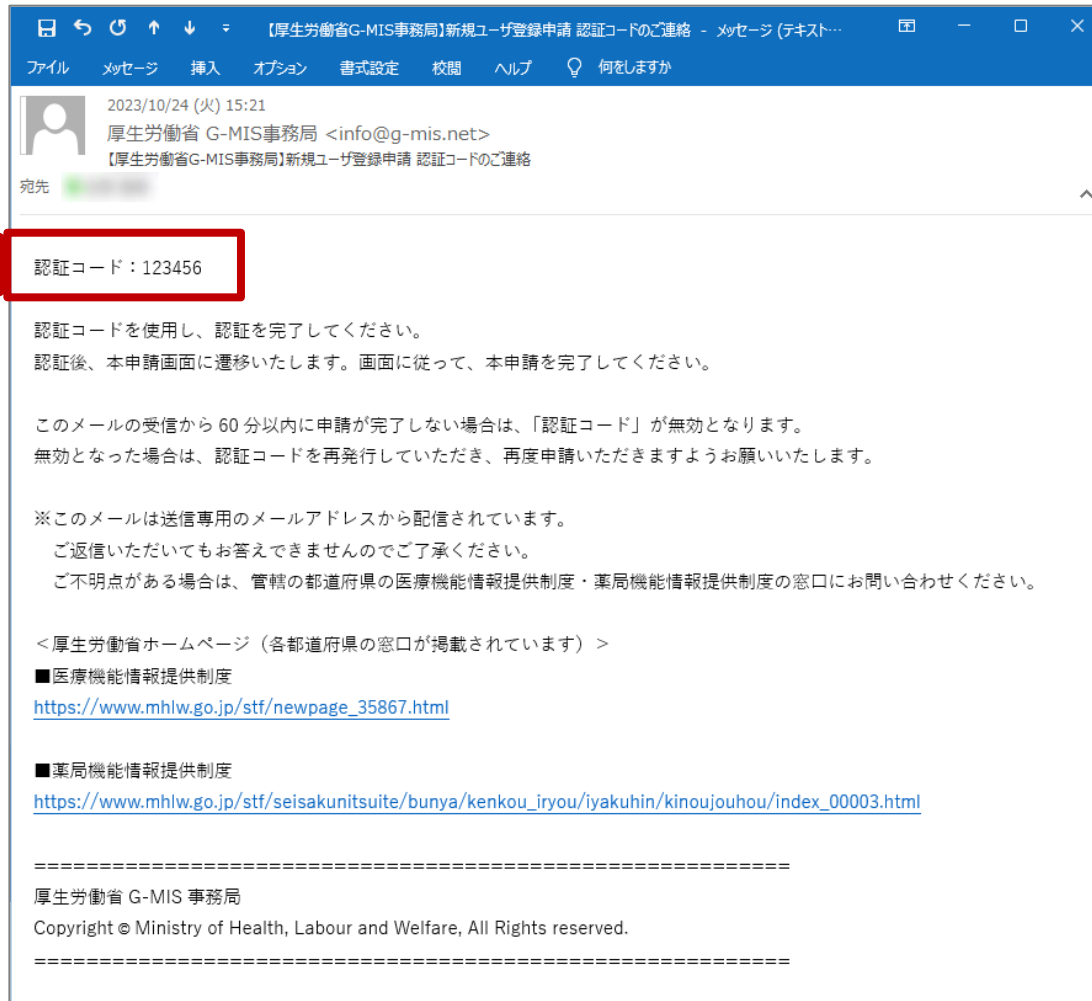 【厚生労働省G-MIS事務局】新規ユーザ登録申請 認証コードのご連絡 - メッセージ (テキスト…
ファイル メッセージ 挿入 オプション 書式設定 校閲 ヘルプ 何をしますか
2023/10/24 (火) 15:21
厚生労働省 G-MIS事務局 <info@g-mis.net>
【厚生労働省G-MIS事務局】新規ユーザ登録申請 認証コードのご連絡
宛先
認証コード：123456
認証コードを使用し、認証を完了してください。
認証後、本申請画面に遷移いたします。画面に従って、本申請を完了してください。
このメールの受信から 60 分以内に申請が完了しない場合は、「認証コード」が無効となります。
無効となった場合は、認証コードを再発行していただき、再度申請いただきますようお願いいたします。
※このメールは送信専用のメールアドレスから配信されています。
ご返信いただいてもお答えできませんのでご了承ください。
ご不明点がある場合は、管轄の都道府県の医療機能情報提供制度・薬局機能情報提供制度の窓口にお問い合わせください。
＜厚生労働省ホームページ（各都道府県の窓口が掲載されています）＞
■医療機能情報提供制度
https://www.mhlw.go.jp/stf/newpage_35867.html
■薬局機能情報提供制度
https://www.mhlw.go.jp/stf/seisakunitsuite/bunya/kenkou_iryou/iyakuhin/kinoujouhou/index_00003.html
==========================================================
厚生労働省 G-MIS 事務局
Copyright © Ministry of Health, Labour and Welfare, All Rights reserved.
==========================================================